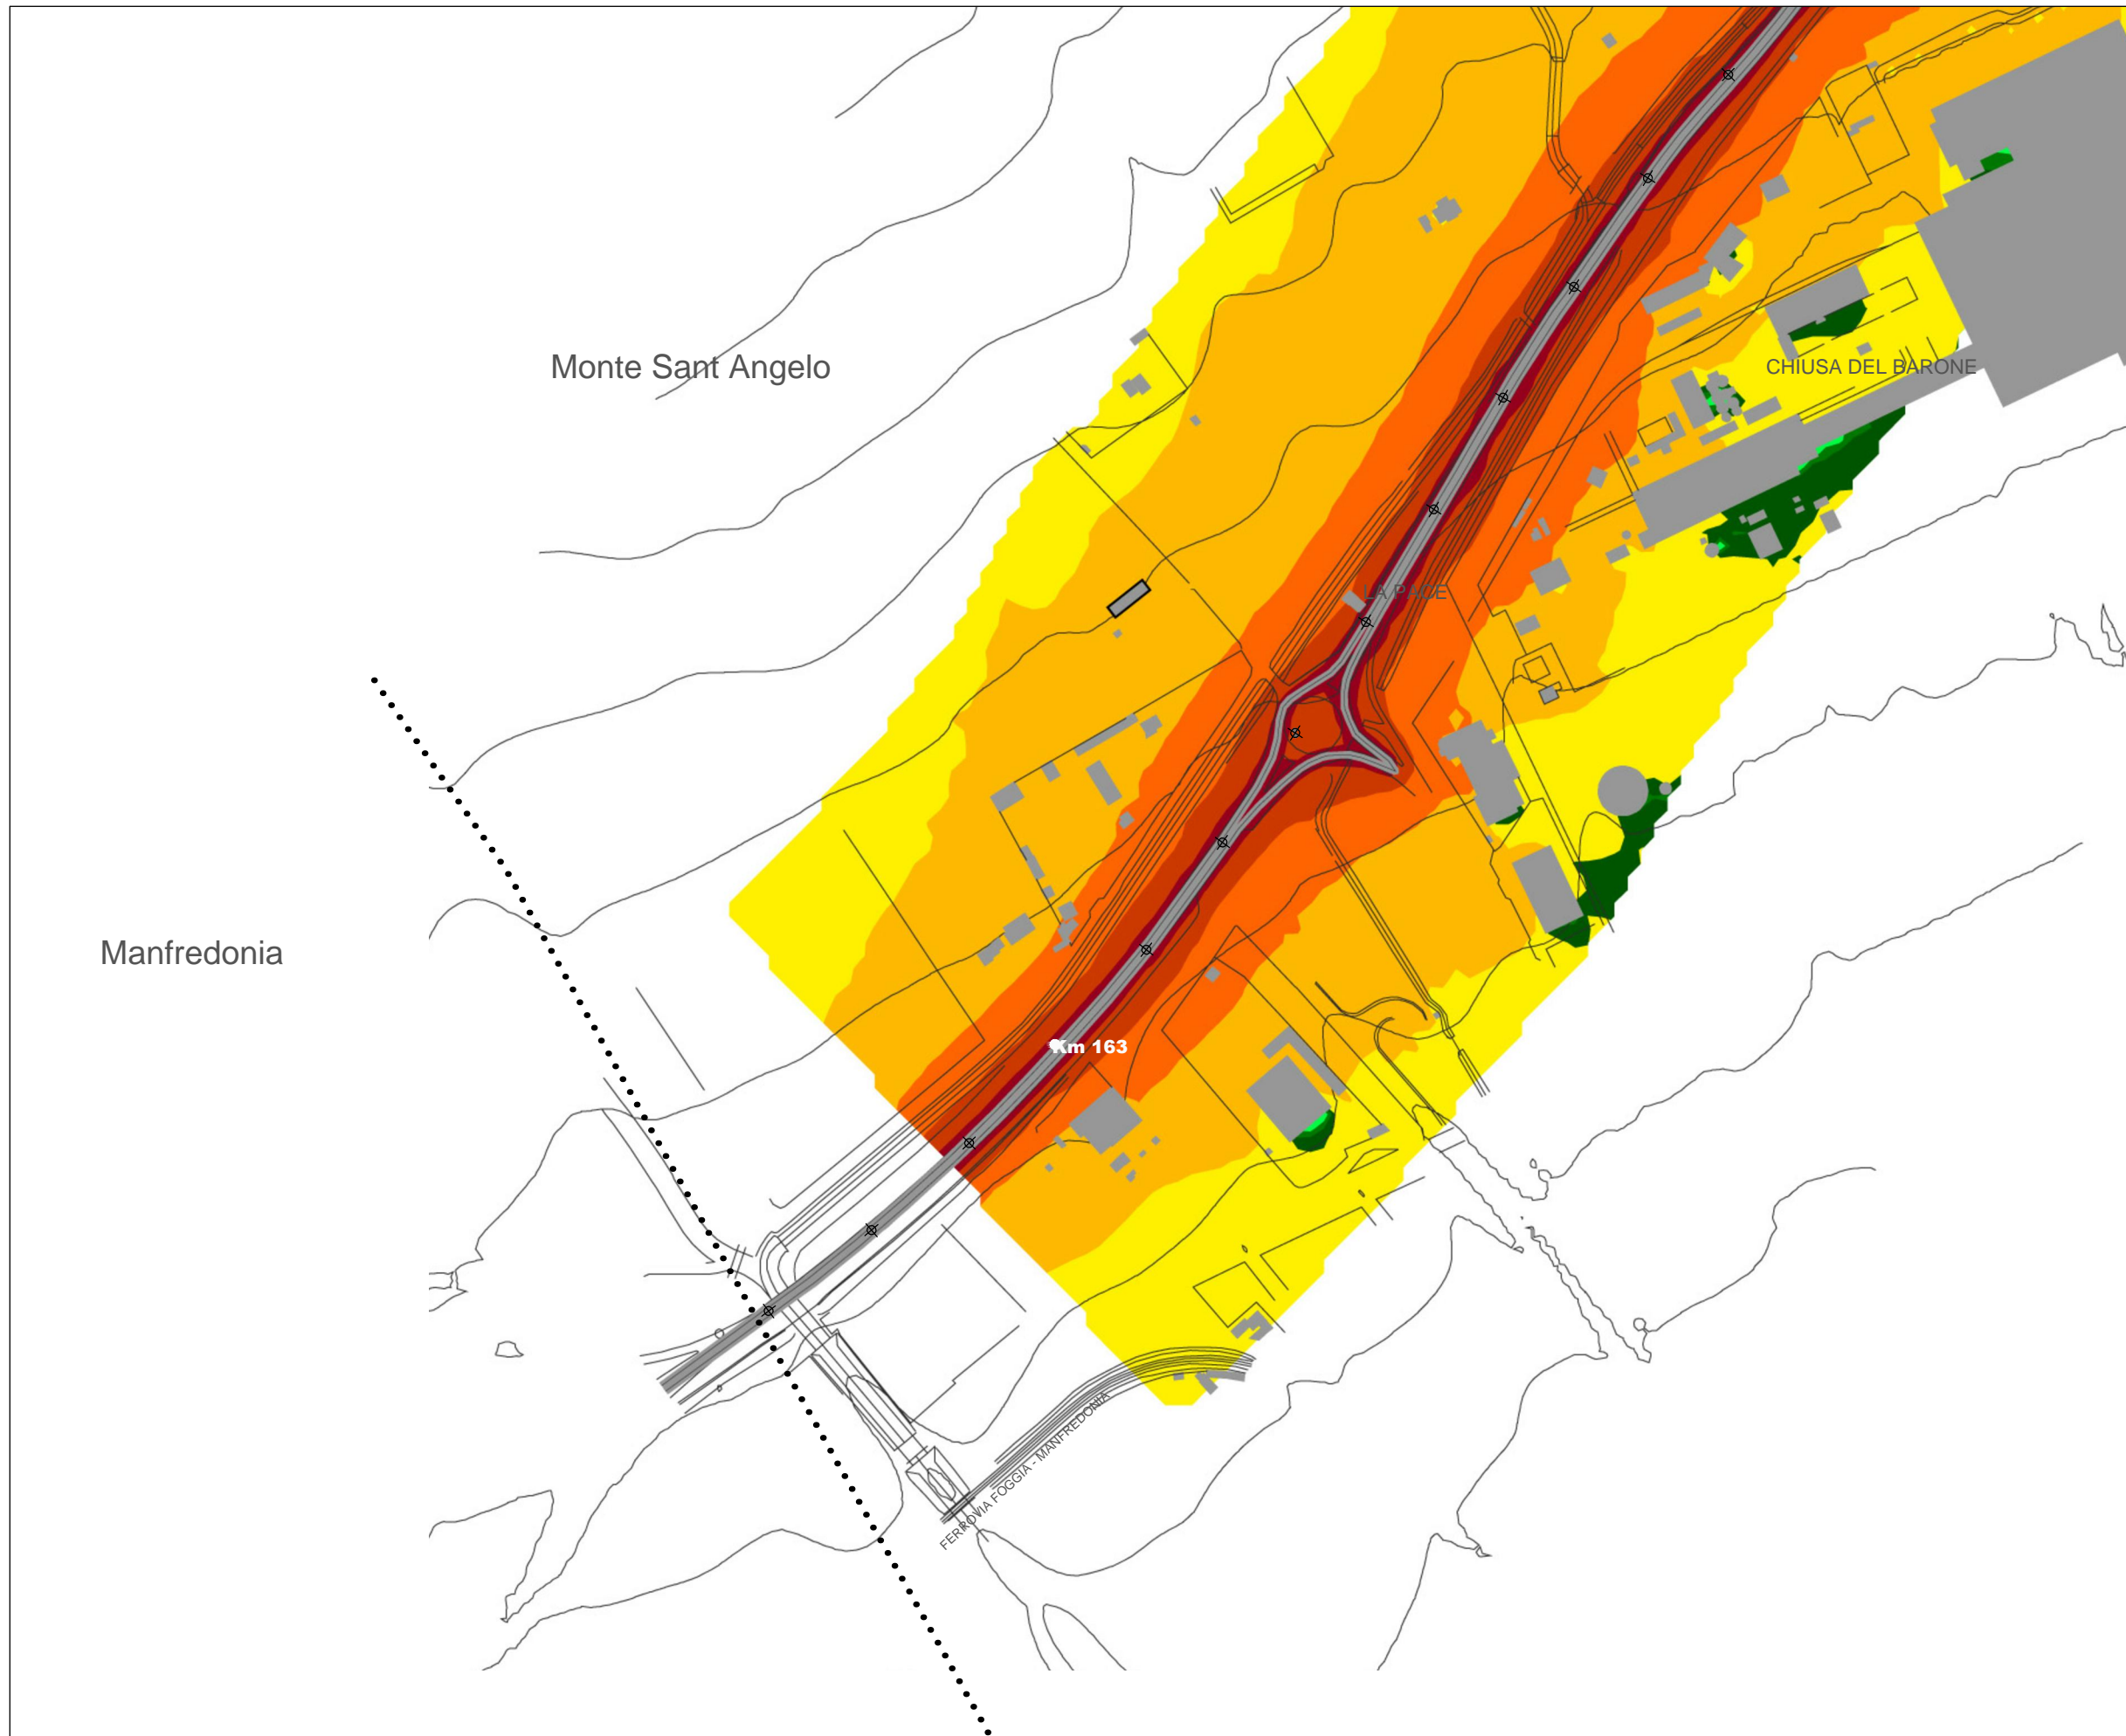 Monte Sant Angelo
CHIUSA DEL BARONE
LA PACE
Manfredonia
Km 163
FERROVIA FOGGIA - MANFREDONIA